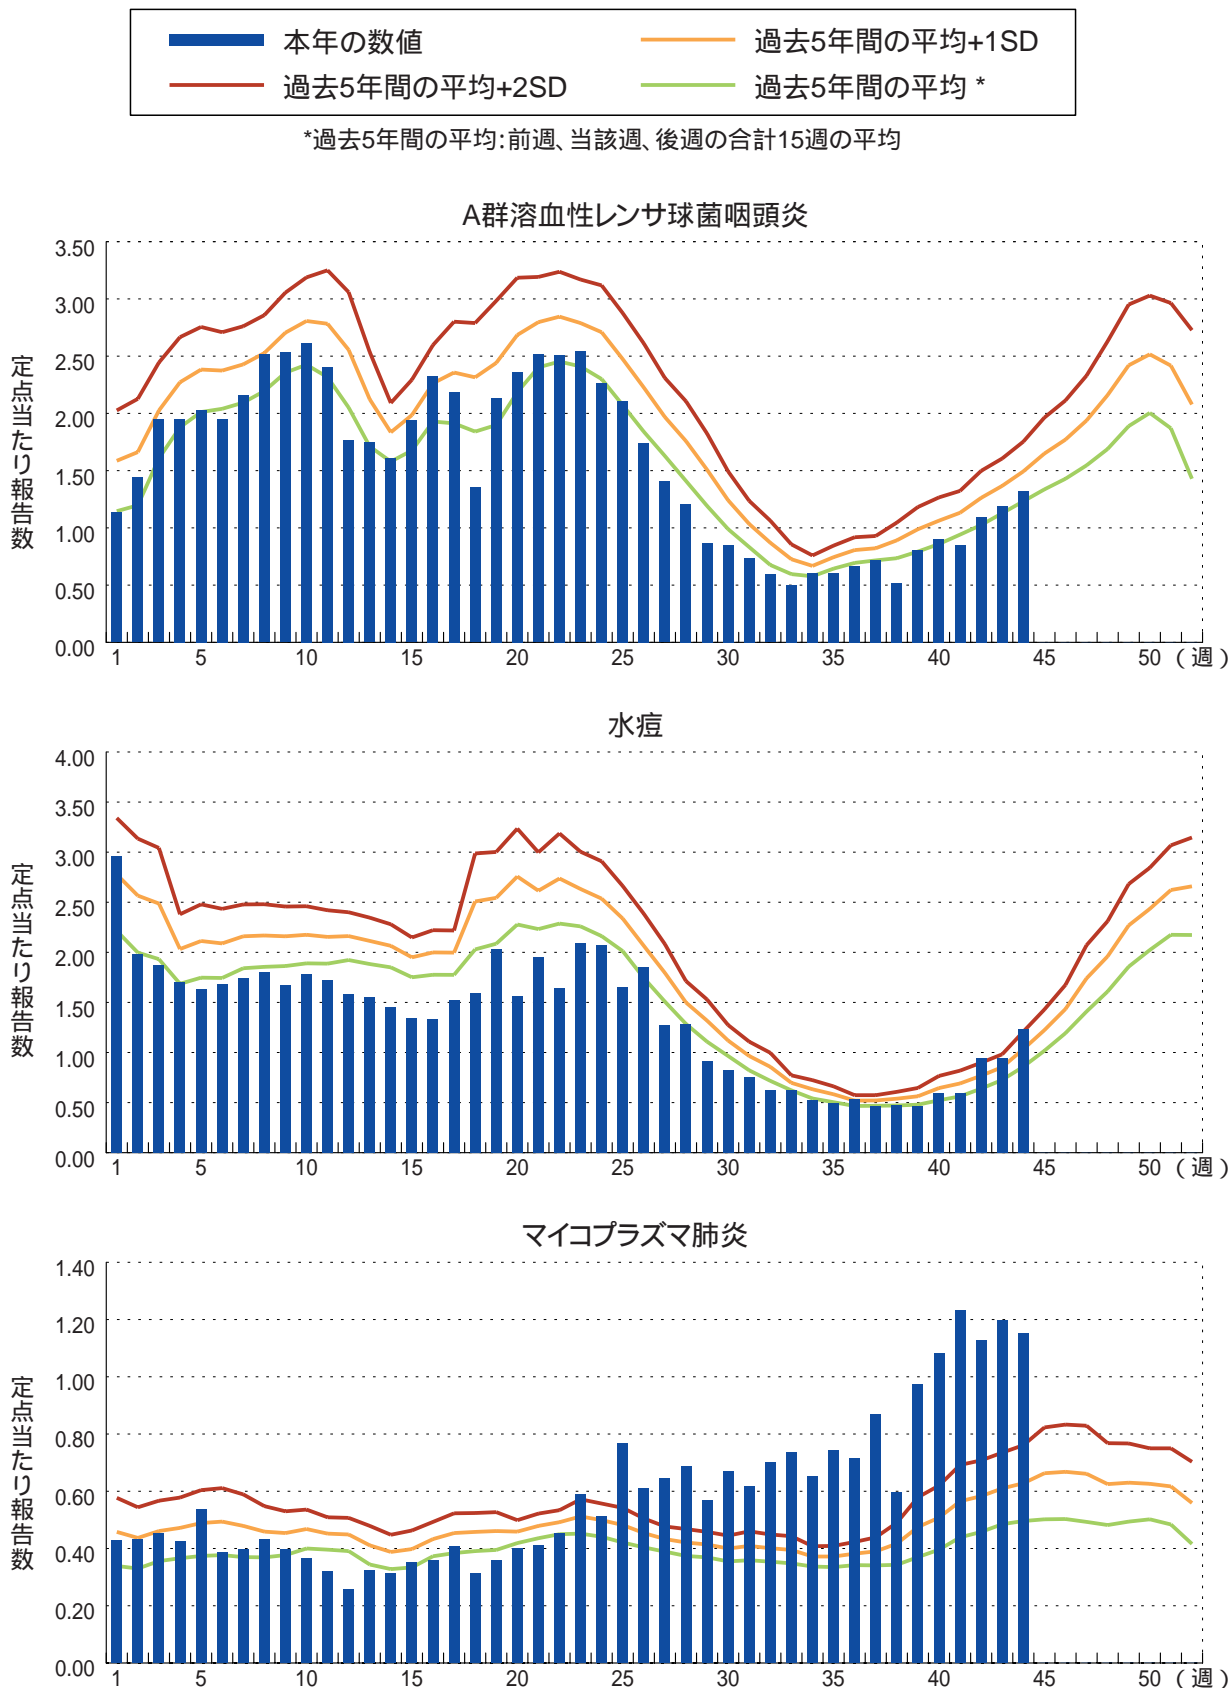 本年の数値
過去5年間の平均+1SD
過去5年間の平均+2SD
過去5年間の平均 *
*過去5年間の平均:前週、当該週、後週の合計15週の平均
A群溶血性レンサ球菌咽頭炎
定点当たり報告数
3.50
3.00
2.50
2.00
1.50
1.00
0.50
0.00
1 5 10 15 20 25 30 35 40 45 50 (週)
水痘
定点当たり報告数
4.00
3.50
3.00
2.50
2.00
1.50
1.00
0.50
0.00
1 5 10 15 20 25 30 35 40 45 50 (週)
マイコプラズマ肺炎
定点当たり報告数
1.40
1.20
1.00
0.80
0.60
0.40
0.20
0.00
1 5 10 15 20 25 30 35 40 45 50 (週)